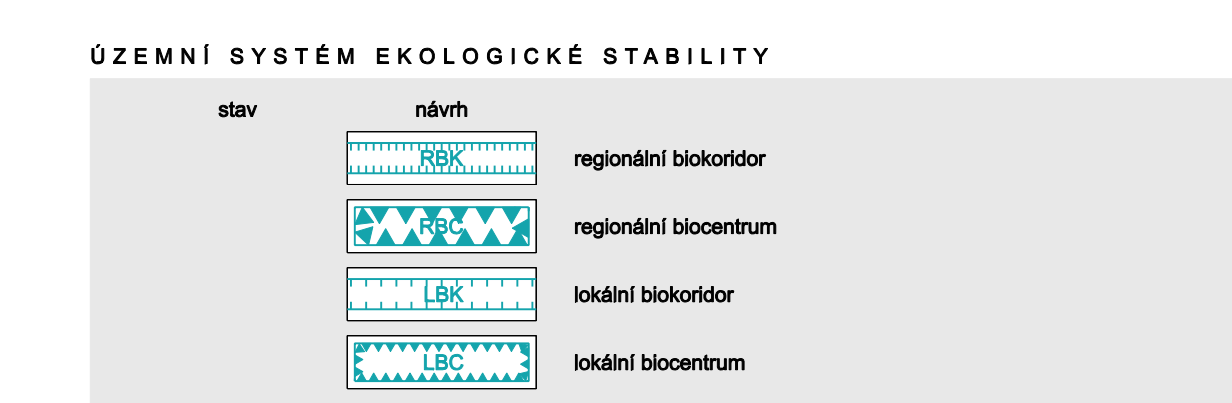 ÚZEMNÍ SYSTÉM EKOLOGICKÉ STABILITY
stav návrh
RBK regionální biokoridor
RBC regionální biocentrum
LBK lokální biokoridor
LBC lokální biocentrum